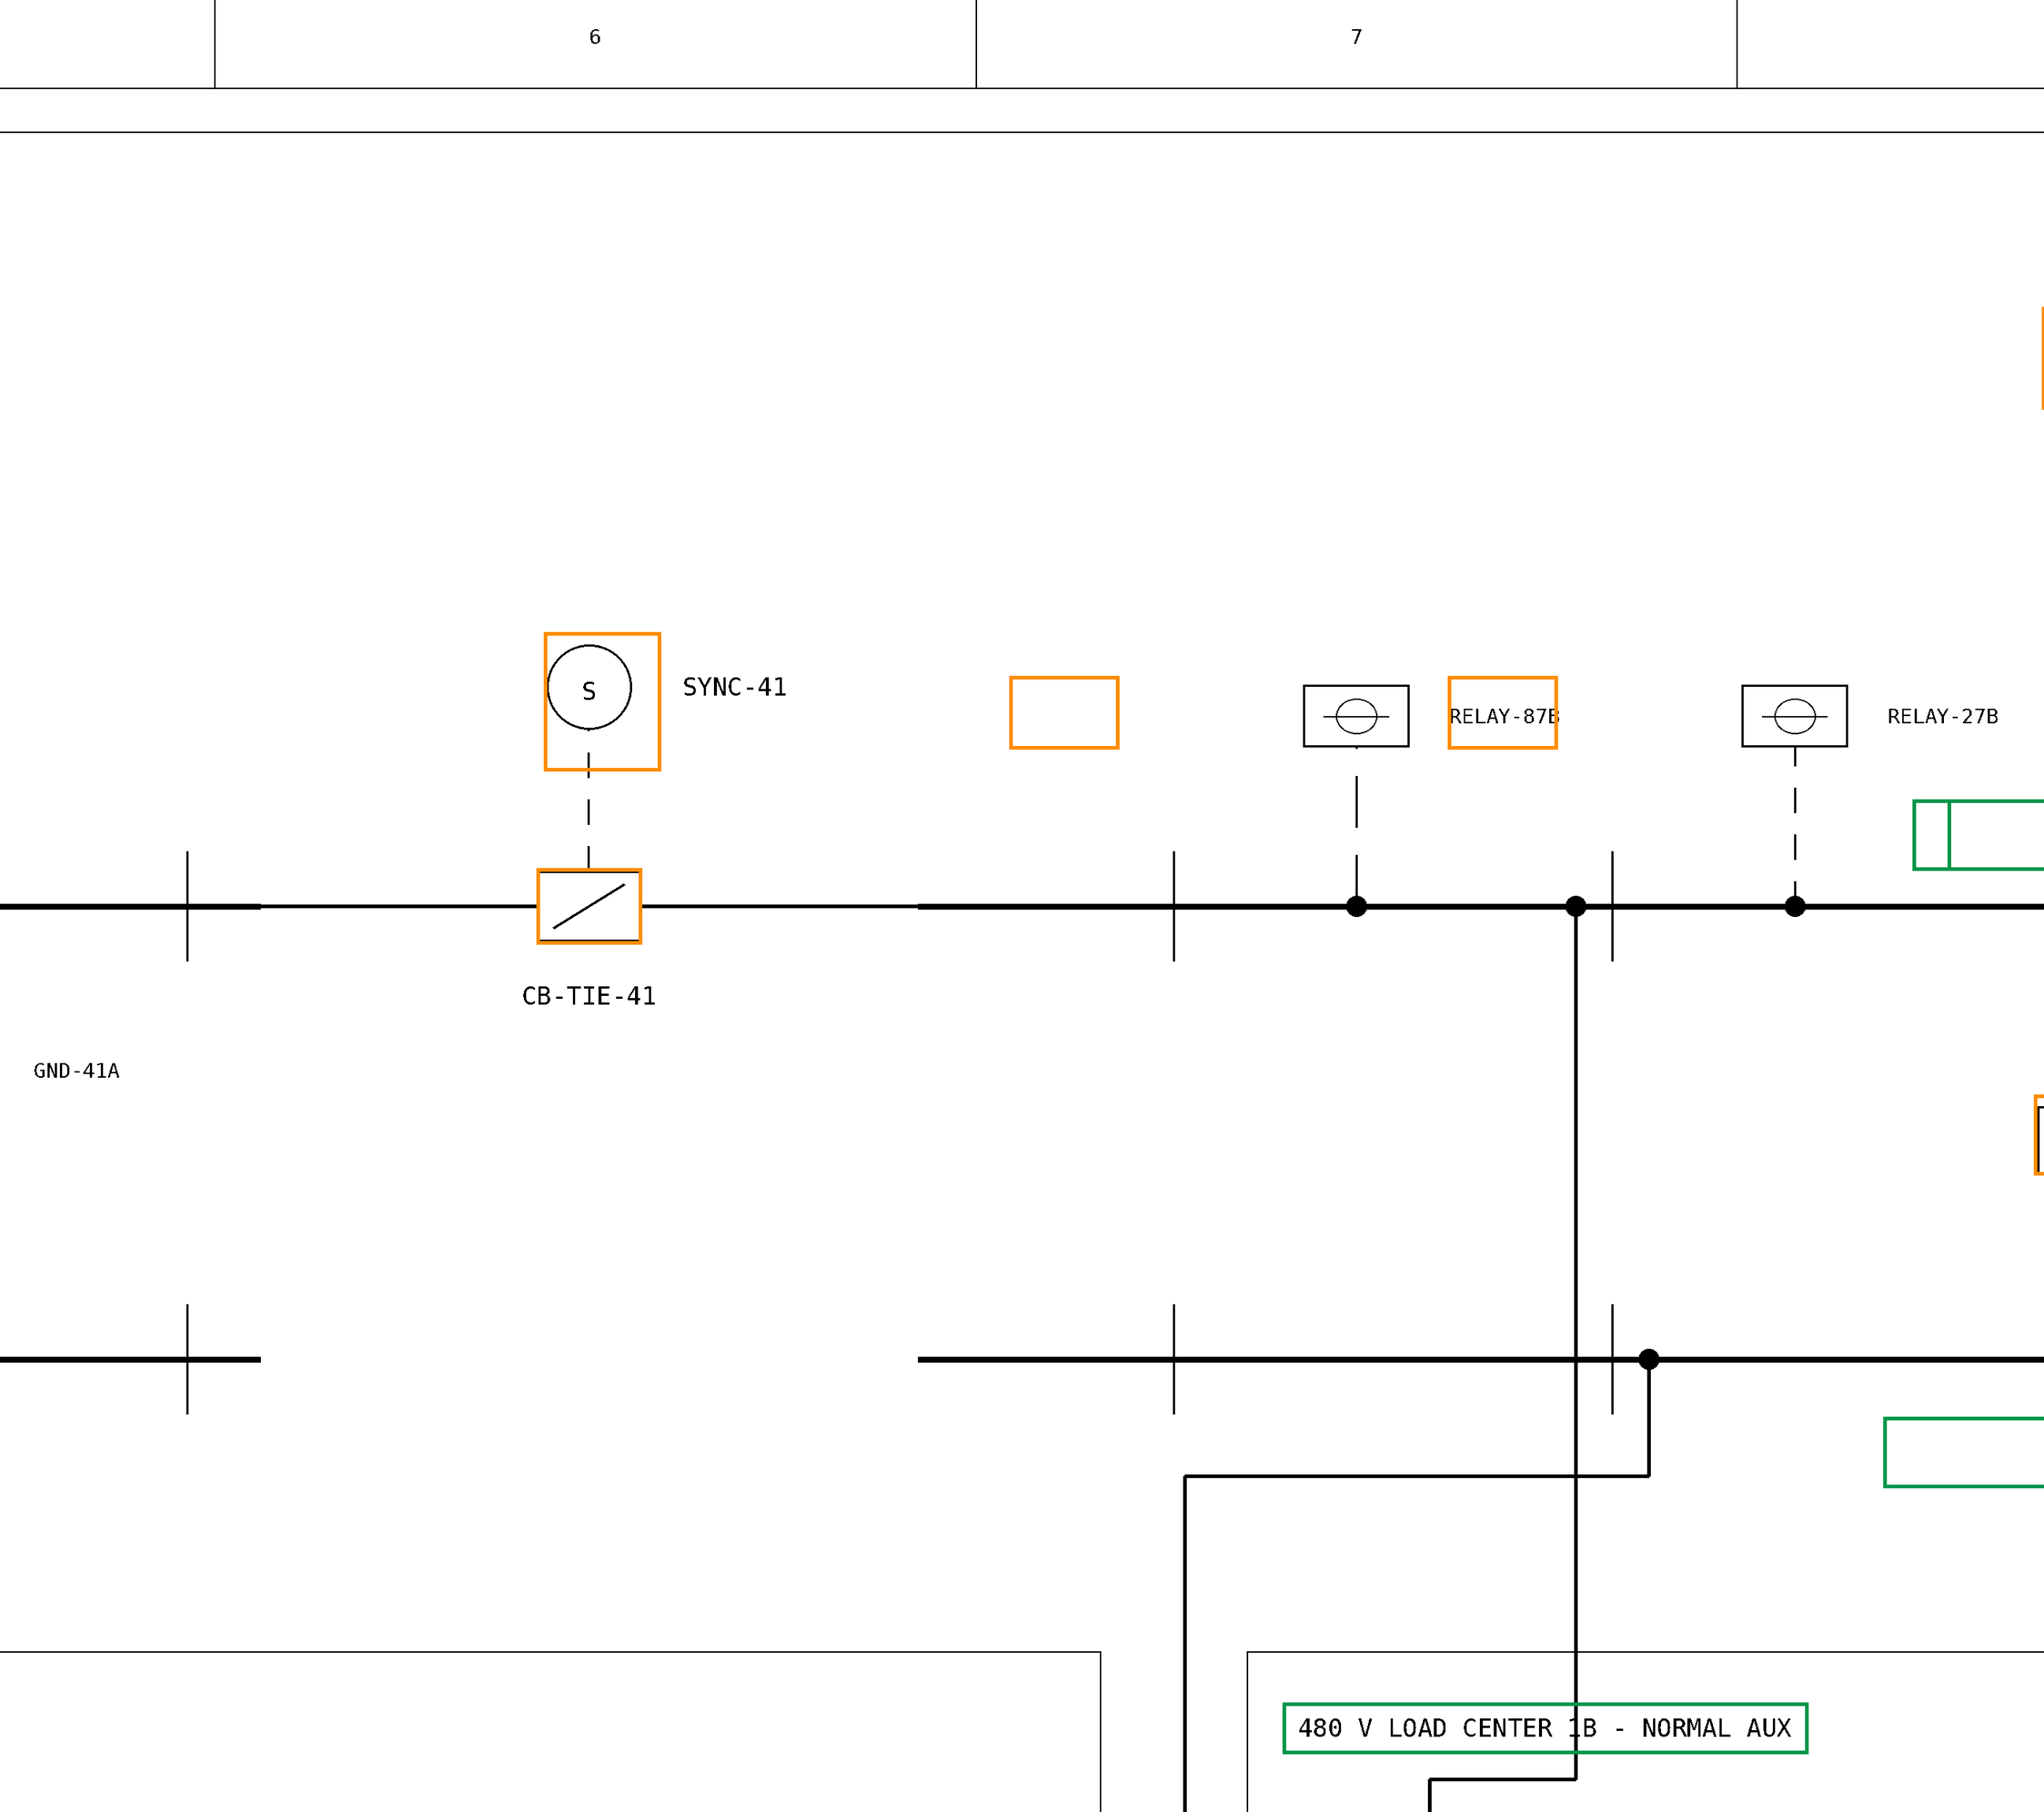 6
7
S
SYNC-41
RELAY-87B
RELAY-27B
CB-TIE-41
GND-41A
480 V LOAD CENTER 1B - NORMAL AUX